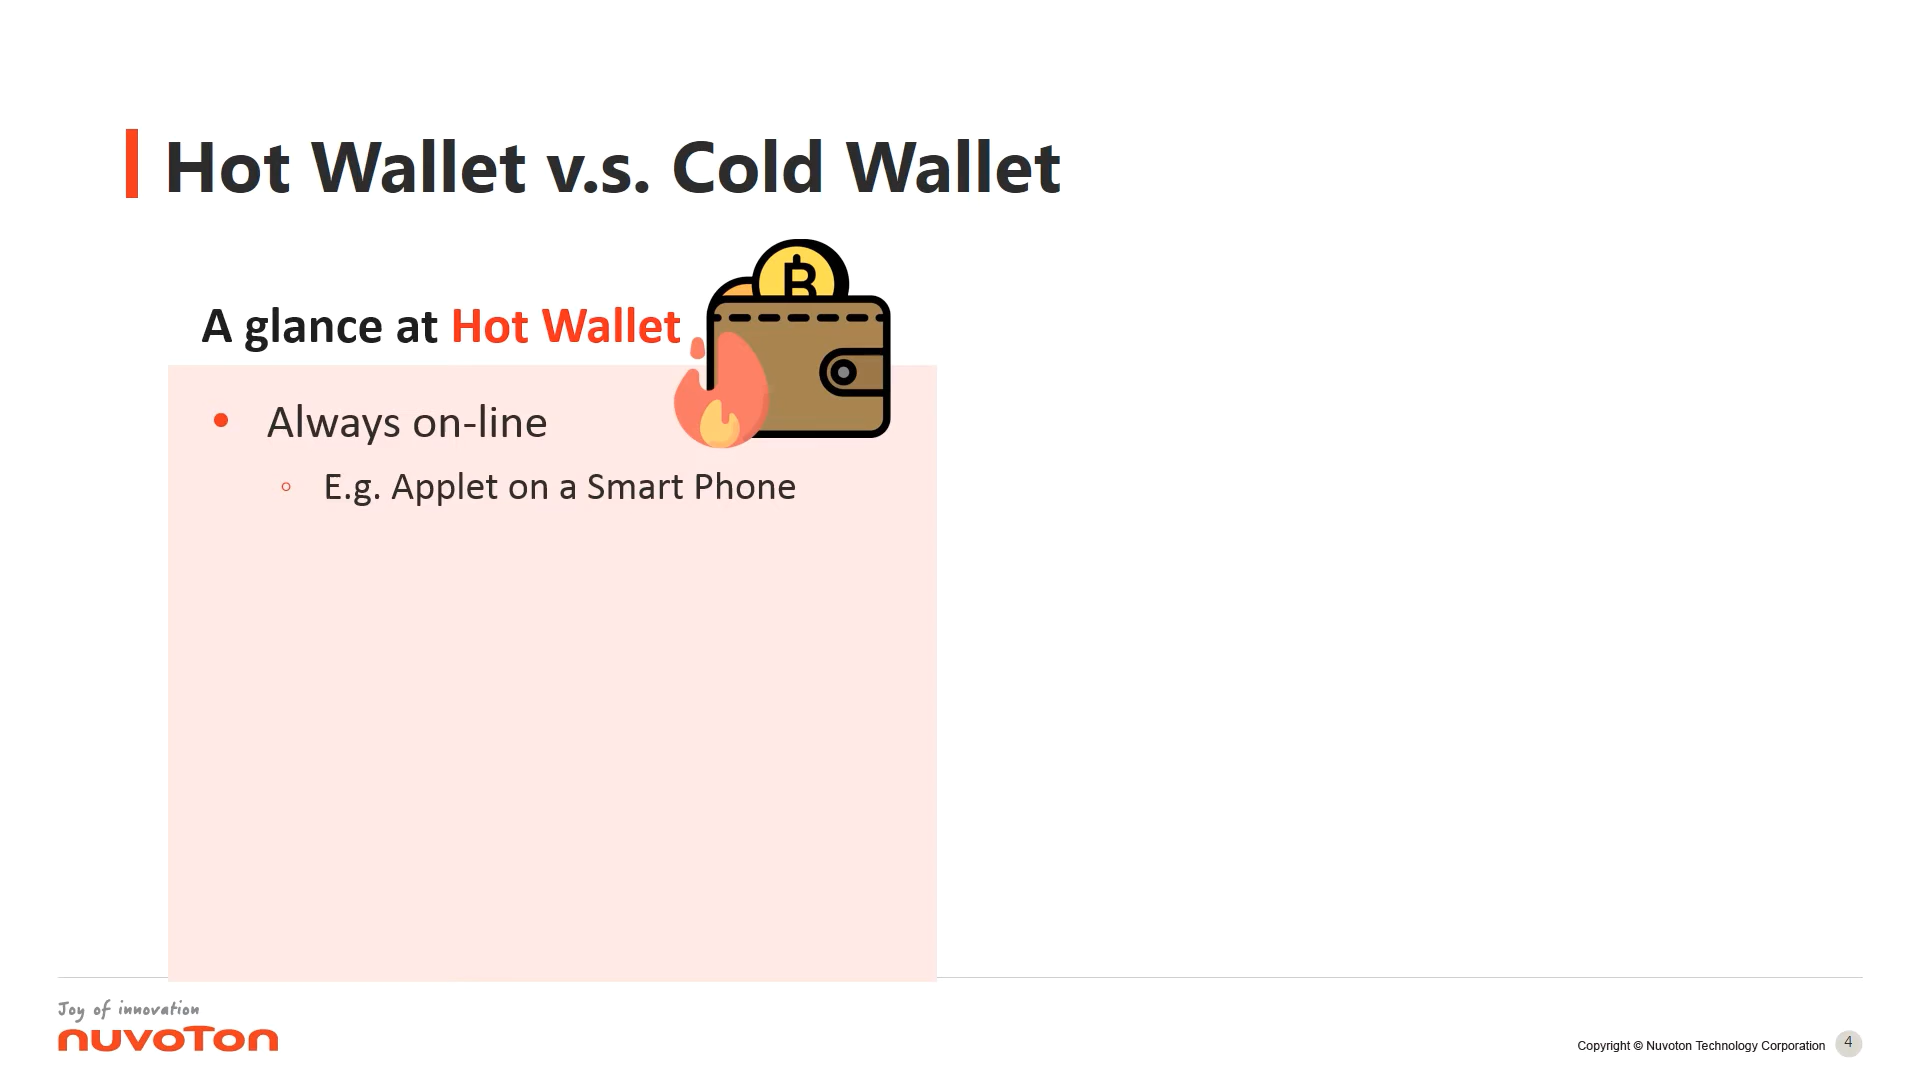 Hot Wallet v.s. Cold Wallet
A glance at Hot Wallet
• Always on-line
◦ E.g. Applet on a Smart Phone
Joy of innovation
nuvoTon
Copyright © Nuvoton Technology Corporation 4